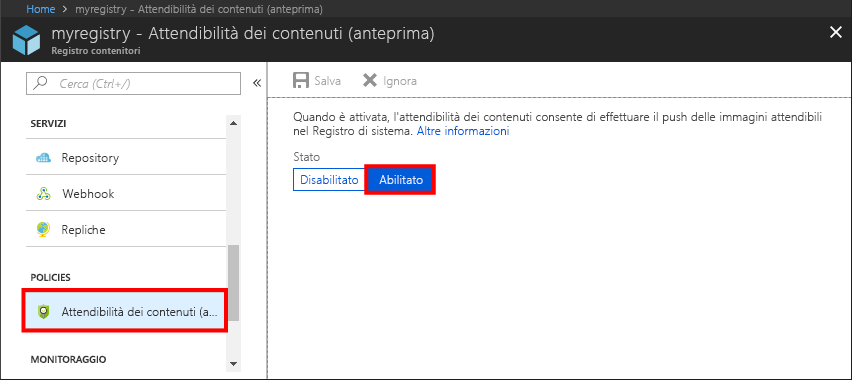 Home > myregistry - Attendibilità dei contenuti (anteprima)
myregistry - Attendibilità dei contenuti (anteprima)
Registro contenitori
Cerca (Ctrl+/)
«
Salva
Ignora
SERVIZI
Repository
Webhook
Repliche
POLICIES
Attendibilità dei contenuti (a...
MONITORAGGIO
Quando è attivata, l'attendibilità dei contenuti consente di effettuare il push delle immagini attendibili
nel Registro di sistema. Altre informazioni
Stato
Disabilitato Abilitato